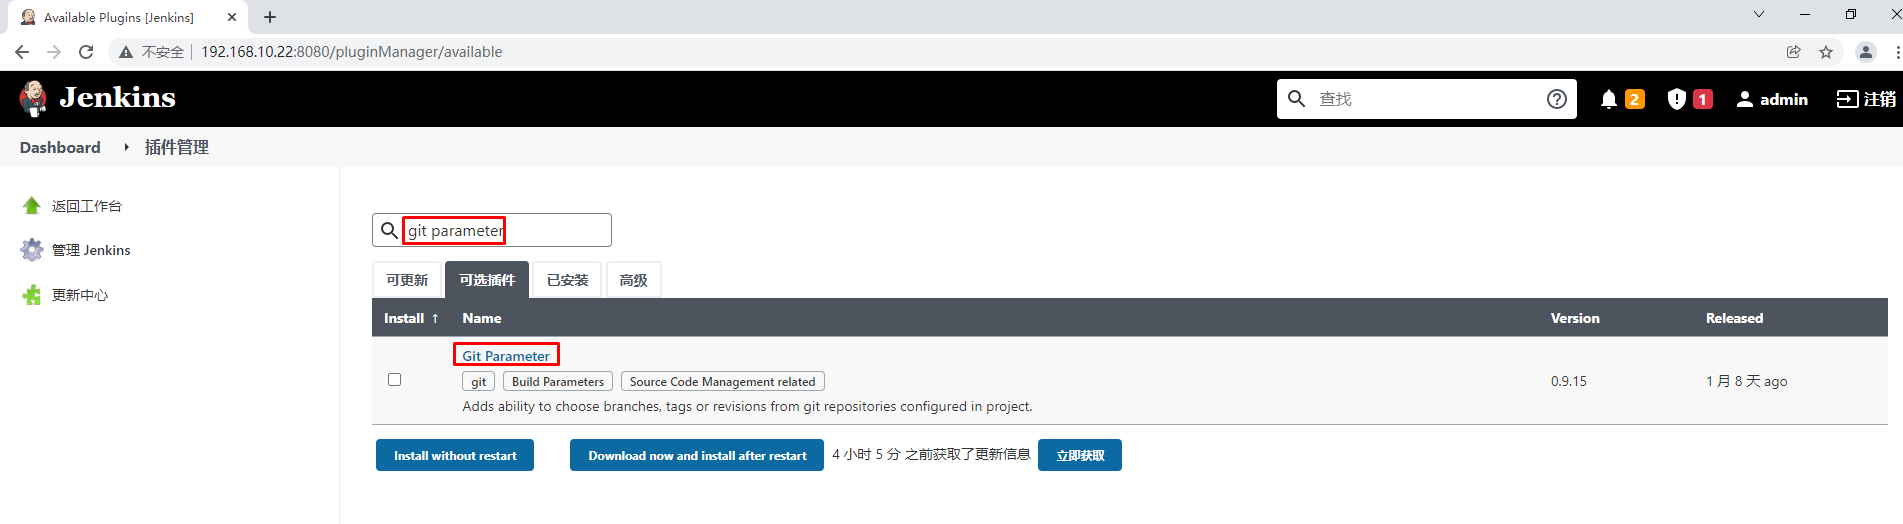 Available Plugins [Jenkins]
不安全 192.168.10.22:8080/pluginManager/available
Jenkins
查找
2
1
admin
注销
Dashboard
插件管理
返回工作台
管理 Jenkins
更新中心
git parameter
可更新 可选插件 已安装 高级
Install ↑ Name Version Released
Git Parameter
git Build Parameters Source Code Management related
0.9.15 1 月 8 天 ago
Adds ability to choose branches, tags or revisions from git repositories configured in project.
Install without restart Download now and install after restart 4 小时 5 分 之前获取了更新信息 立即获取